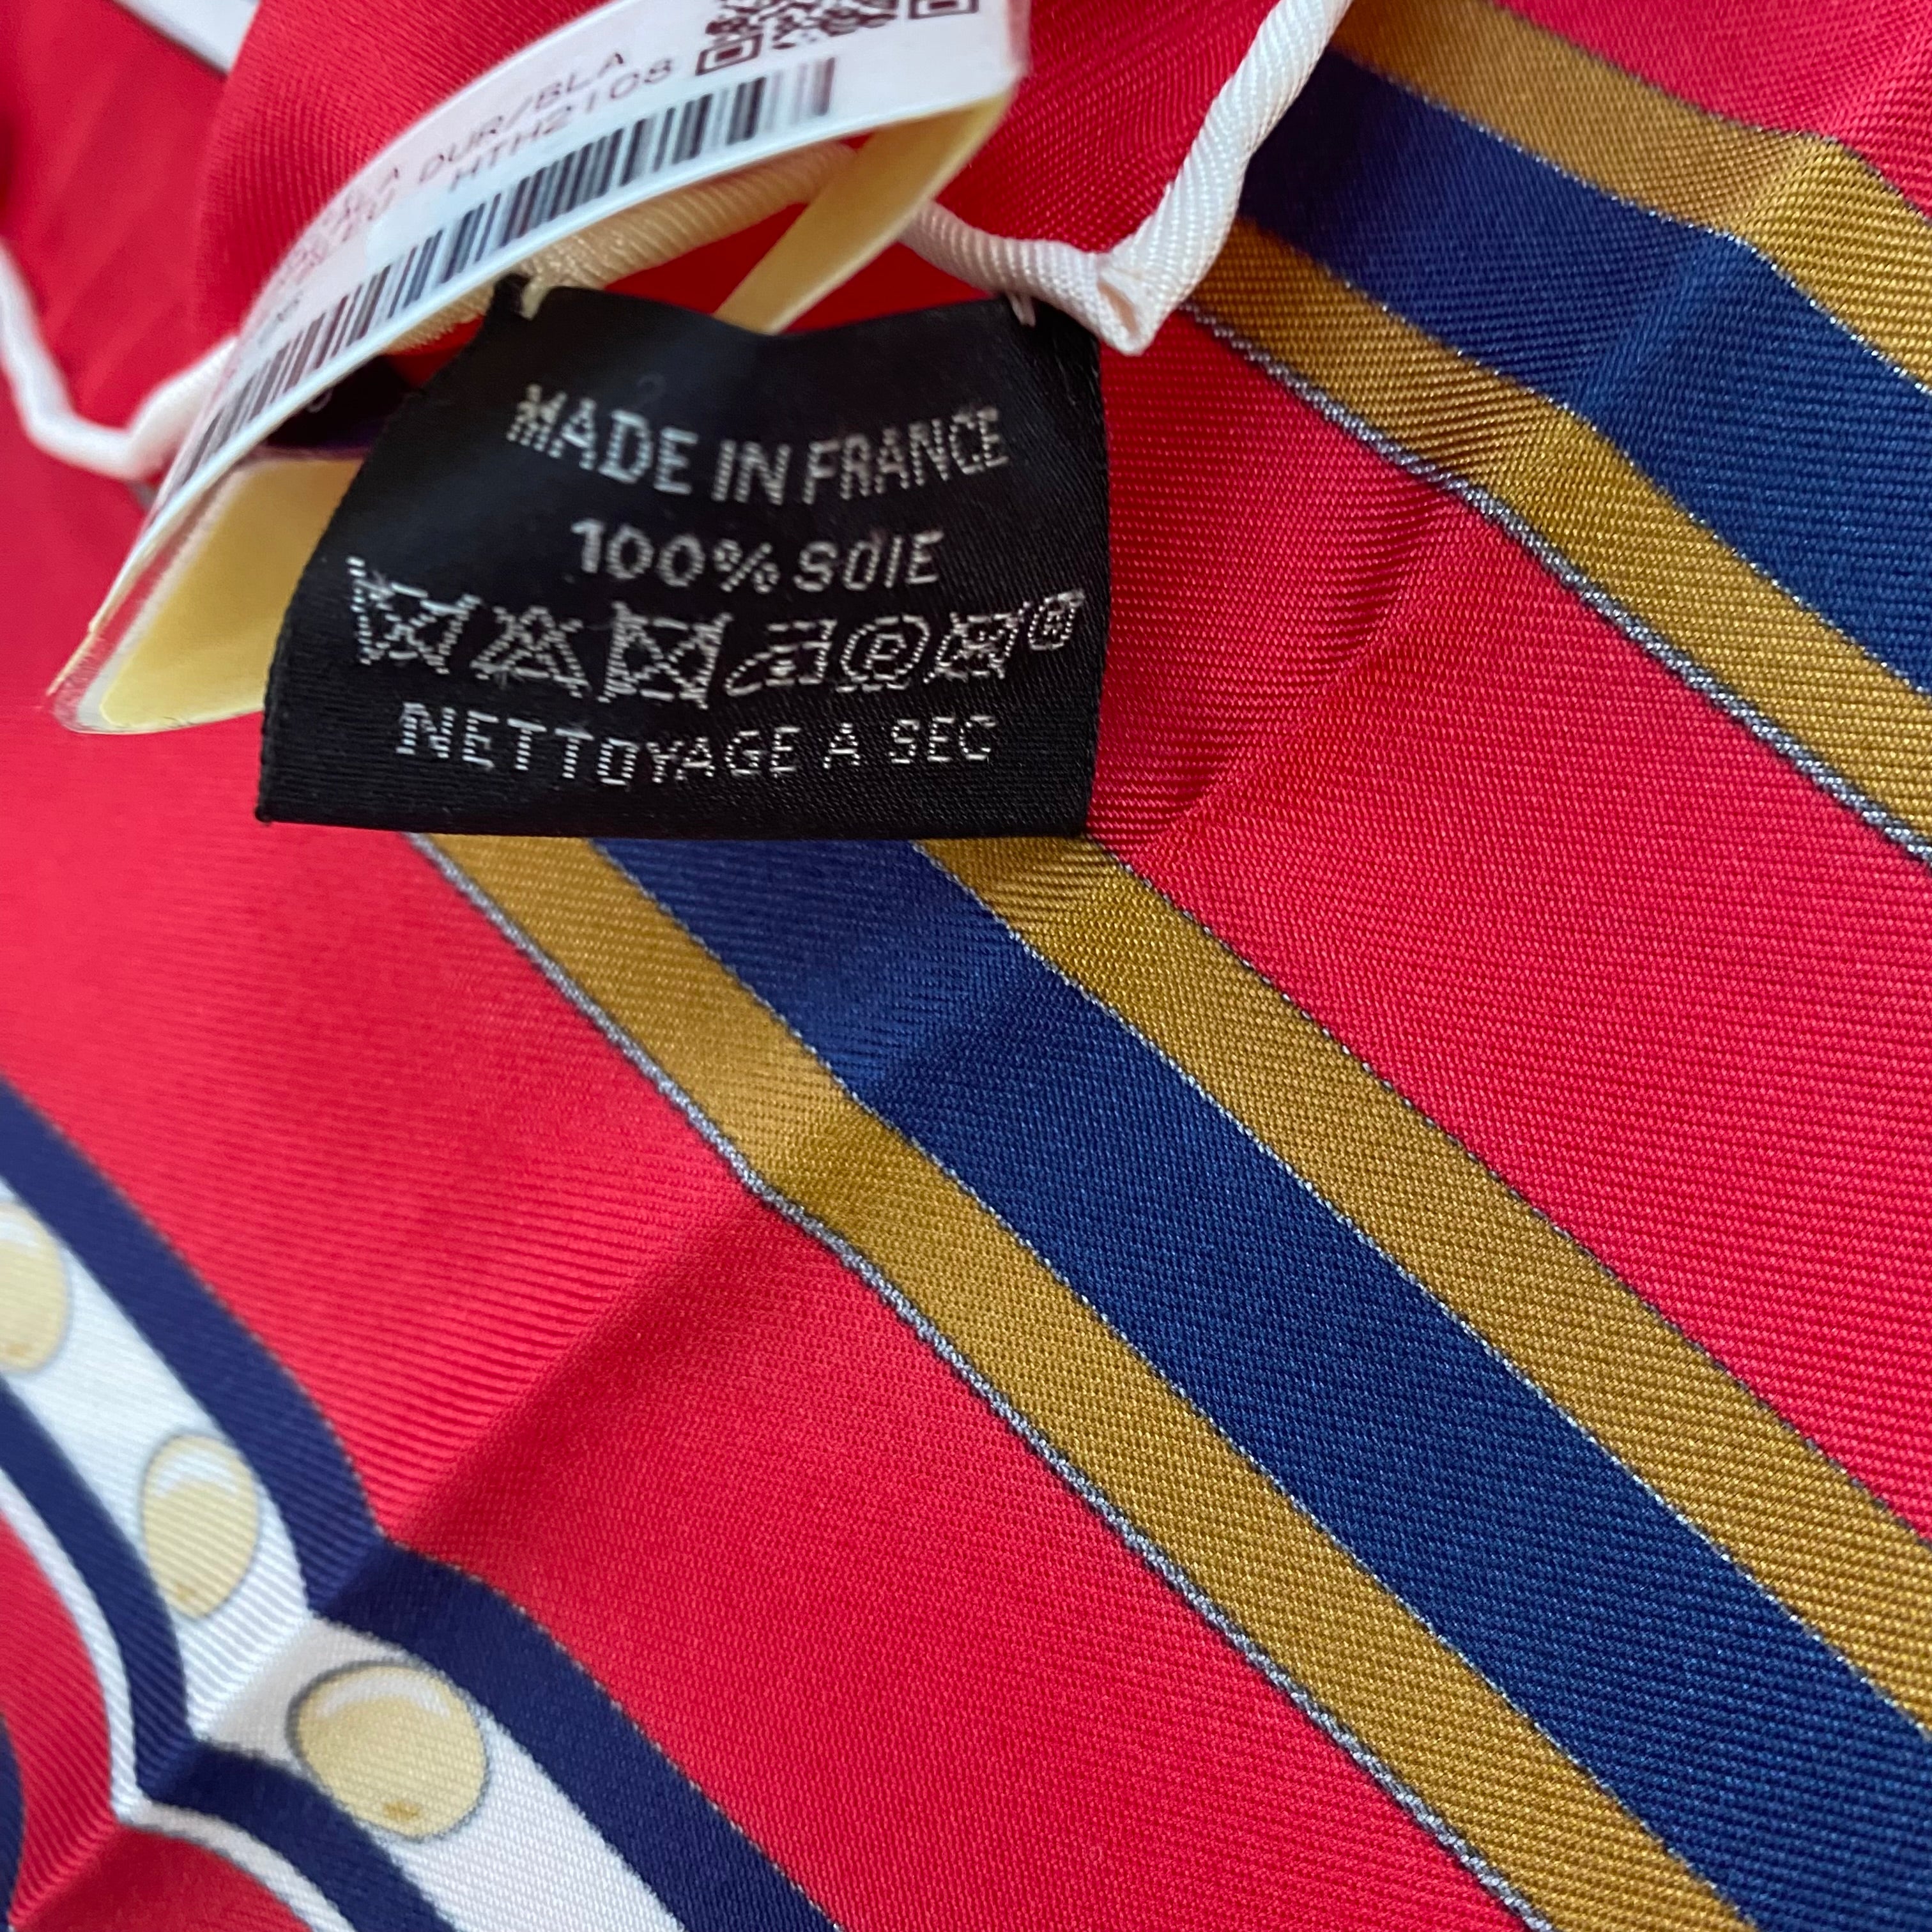 DUR/BLA
HTH2108
MADE IN FRANCE
100% SOIE
NETTOYAGE A SEC